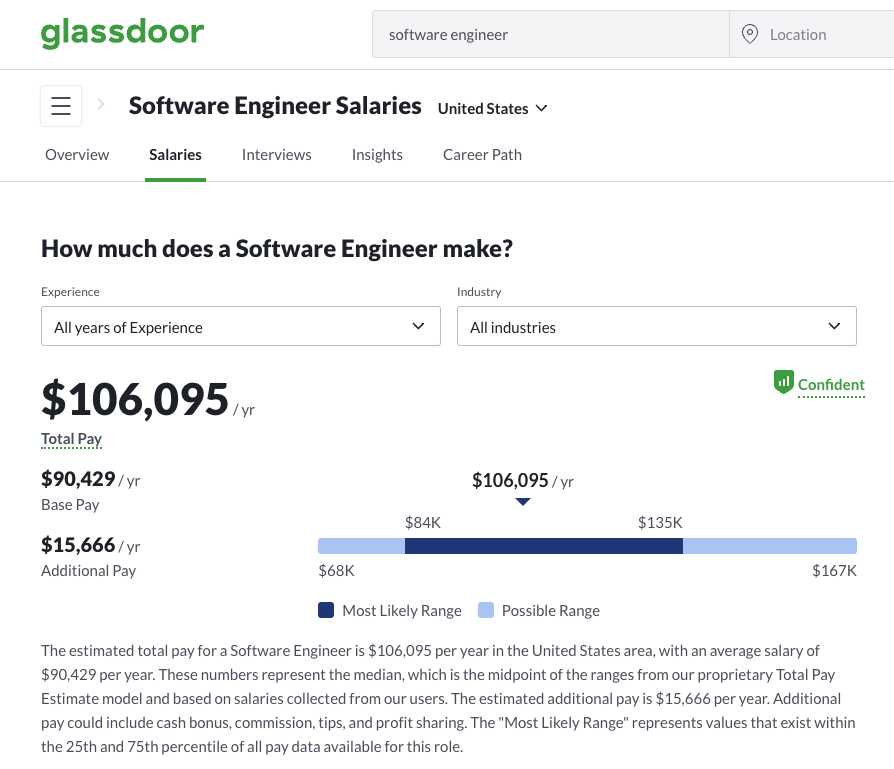 glassdoor
software engineer
Location
Software Engineer Salaries
United States
Overview
Salaries
Interviews
Insights
Career Path
How much does a Software Engineer make?
Experience
Industry
All years of Experience
All industries
$106,095 / yr
Confident
Total Pay
$90,429 / yr
Base Pay
$15,666 / yr
Additional Pay
$106,095 / yr
$84K
$135K
$68K
$167K
Most Likely Range
Possible Range
The estimated total pay for a Software Engineer is $106,095 per year in the United States area, with an average salary of
$90,429 per year. These numbers represent the median, which is the midpoint of the ranges from our proprietary Total Pay
Estimate model and based on salaries collected from our users. The estimated additional pay is $15,666 per year. Additional
pay could include cash bonus, commission, tips, and profit sharing. The "Most Likely Range" represents values that exist within
the 25th and 75th percentile of all pay data available for this role.